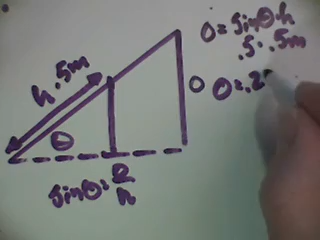 O = sinθ · h
.5 · .5m
h .5m
O
O = .2
θ
sinθ = O/h